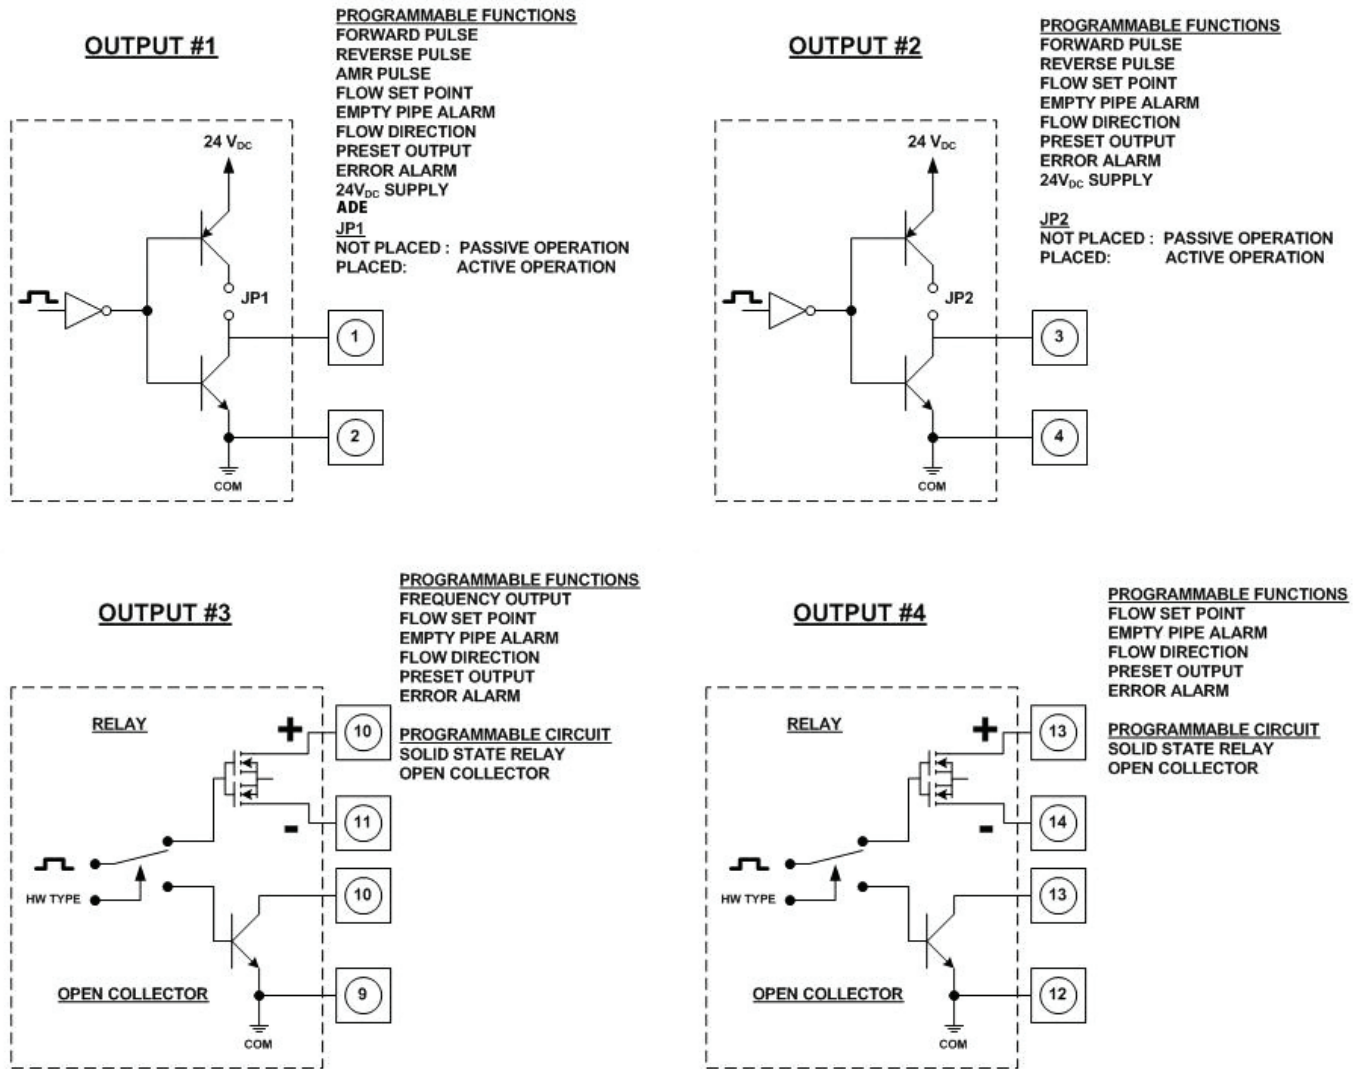 OUTPUT #1
PROGRAMMABLE FUNCTIONS
FORWARD PULSE
REVERSE PULSE
AMR PULSE
FLOW SET POINT
EMPTY PIPE ALARM
FLOW DIRECTION
PRESET OUTPUT
ERROR ALARM
24VDC SUPPLY
ADE
JP1
NOT PLACED : PASSIVE OPERATION
PLACED: ACTIVE OPERATION
24 VDC
JP1
1
2
COM
OUTPUT #2
PROGRAMMABLE FUNCTIONS
FORWARD PULSE
REVERSE PULSE
FLOW SET POINT
EMPTY PIPE ALARM
FLOW DIRECTION
PRESET OUTPUT
ERROR ALARM
24VDC SUPPLY
JP2
NOT PLACED : PASSIVE OPERATION
PLACED: ACTIVE OPERATION
24 VDC
JP2
3
4
COM
OUTPUT #3
PROGRAMMABLE FUNCTIONS
FREQUENCY OUTPUT
FLOW SET POINT
EMPTY PIPE ALARM
FLOW DIRECTION
PRESET OUTPUT
ERROR ALARM
PROGRAMMABLE CIRCUIT
SOLID STATE RELAY
OPEN COLLECTOR
RELAY
+
10
-
11
HW TYPE
10
OPEN COLLECTOR
9
COM
OUTPUT #4
PROGRAMMABLE FUNCTIONS
FLOW SET POINT
EMPTY PIPE ALARM
FLOW DIRECTION
PRESET OUTPUT
ERROR ALARM
PROGRAMMABLE CIRCUIT
SOLID STATE RELAY
OPEN COLLECTOR
RELAY
+
13
-
14
HW TYPE
13
OPEN COLLECTOR
12
COM